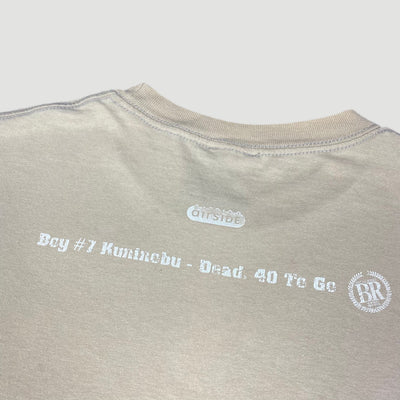 airside
Boy #7 Kuninobu - Dead. 40 To Go
BR